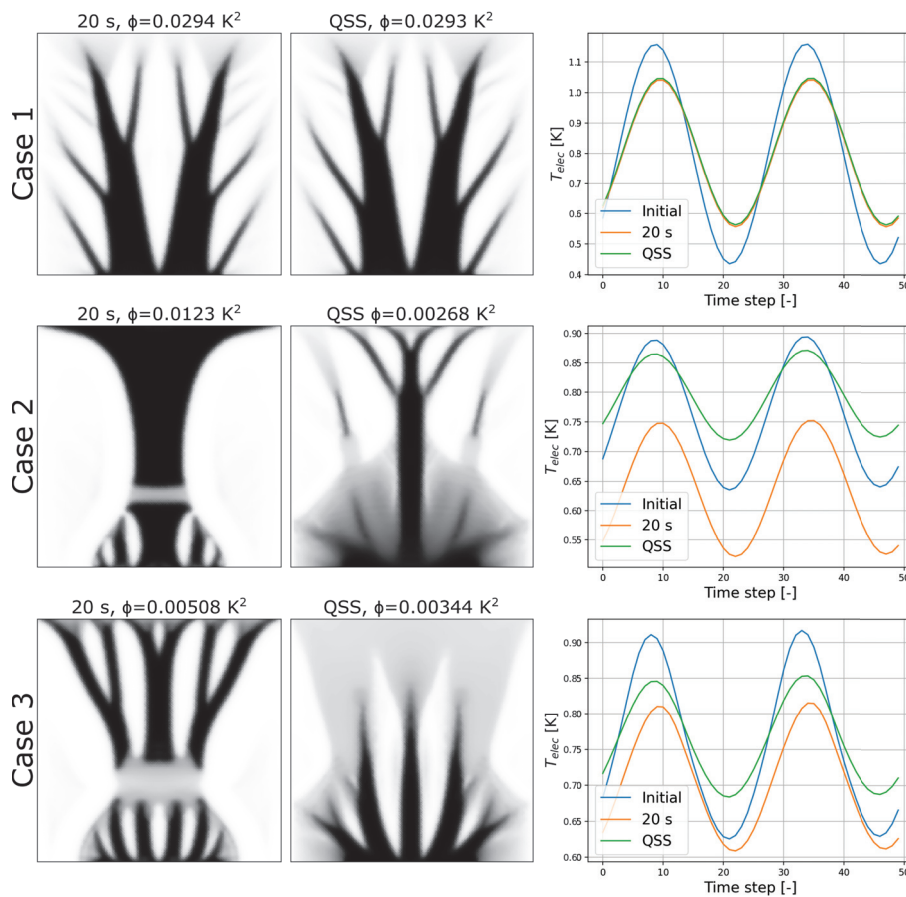 Case 1
20 s, ϕ=0.0294 K²
QSS, ϕ=0.0293 K²
T_elec [K]
1.1
1.0
0.9
0.8
0.7
0.6
0.5
0.4
Initial
20 s
QSS
0 10 20 30 40 50
Time step [-]
Case 2
20 s, ϕ=0.0123 K²
QSS ϕ=0.00268 K²
T_elec [K]
0.90
0.85
0.80
0.75
0.70
0.65
0.60
0.55
Initial
20 s
QSS
0 10 20 30 40 50
Time step [-]
Case 3
20 s, ϕ=0.00508 K²
QSS, ϕ=0.00344 K²
T_elec [K]
0.90
0.85
0.80
0.75
0.70
0.65
0.60
Initial
20 s
QSS
0 10 20 30 40 50
Time step [-]